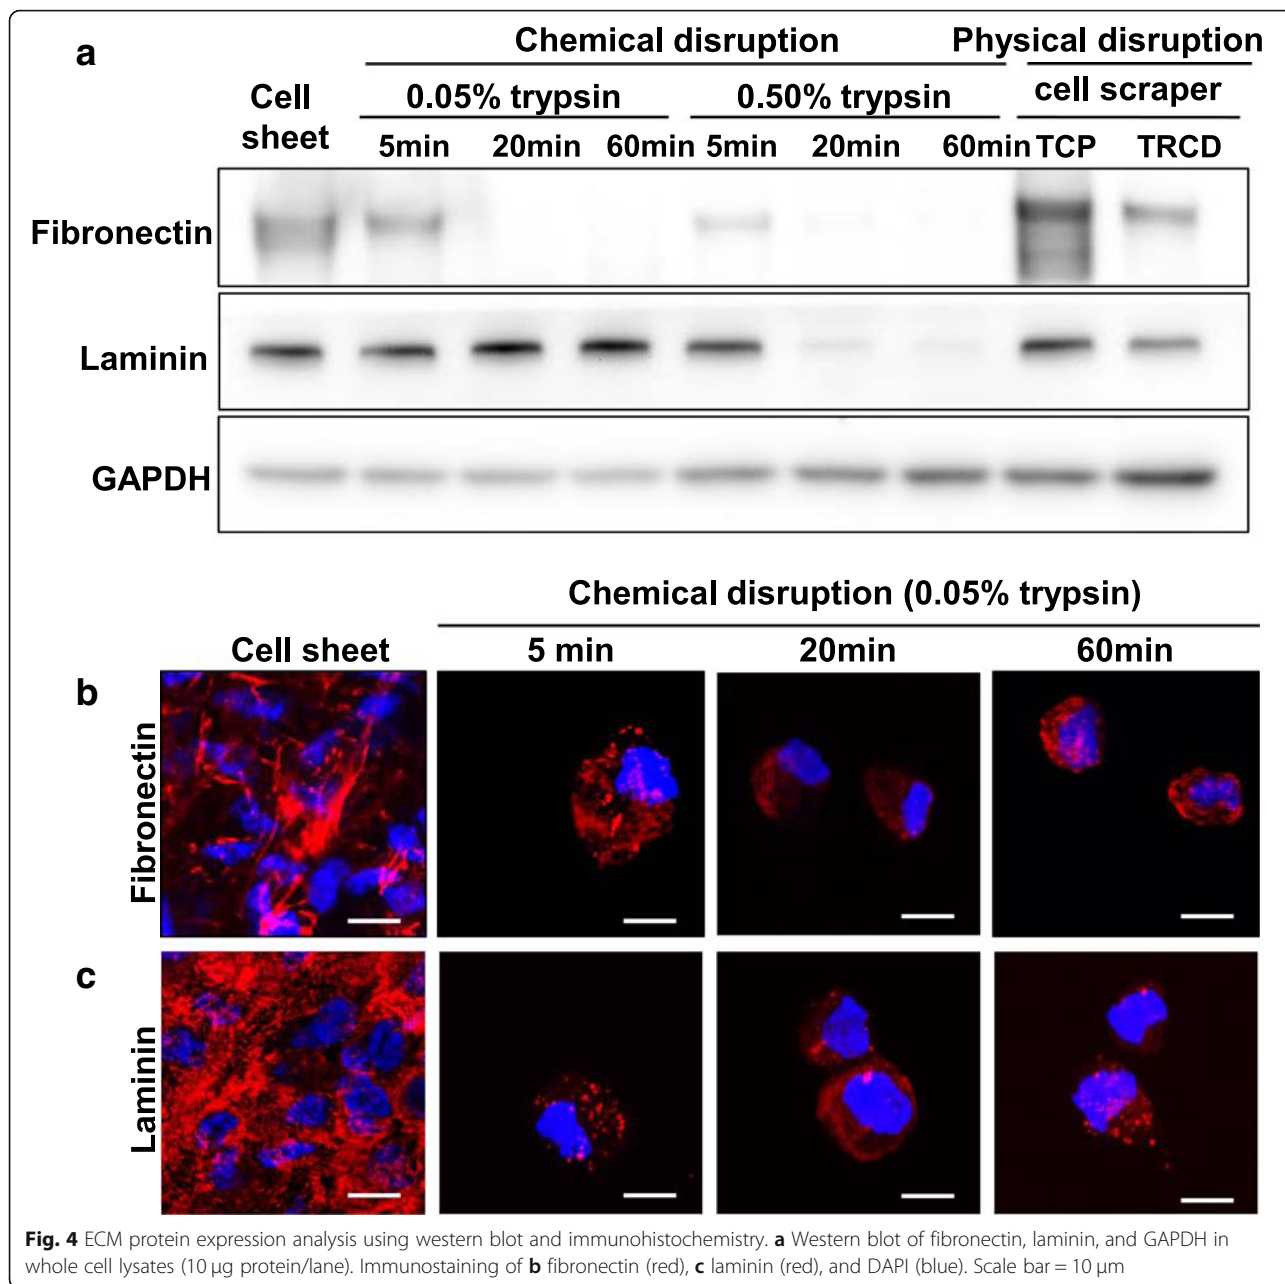 a
Chemical disruption Physical disruption
Cell sheet 0.05% trypsin 0.50% trypsin cell scraper
5min 20min 60min 5min 20min 60min TCP TRCD
Fibronectin
Laminin
GAPDH
Chemical disruption (0.05% trypsin)
Cell sheet 5 min 20min 60min
b
Fibronectin
c
Laminin
Fig. 4 ECM protein expression analysis using western blot and immunohistochemistry. a Western blot of fibronectin, laminin, and GAPDH in
whole cell lysates (10 μg protein/lane). Immunostaining of b fibronectin (red), c laminin (red), and DAPI (blue). Scale bar = 10 μm